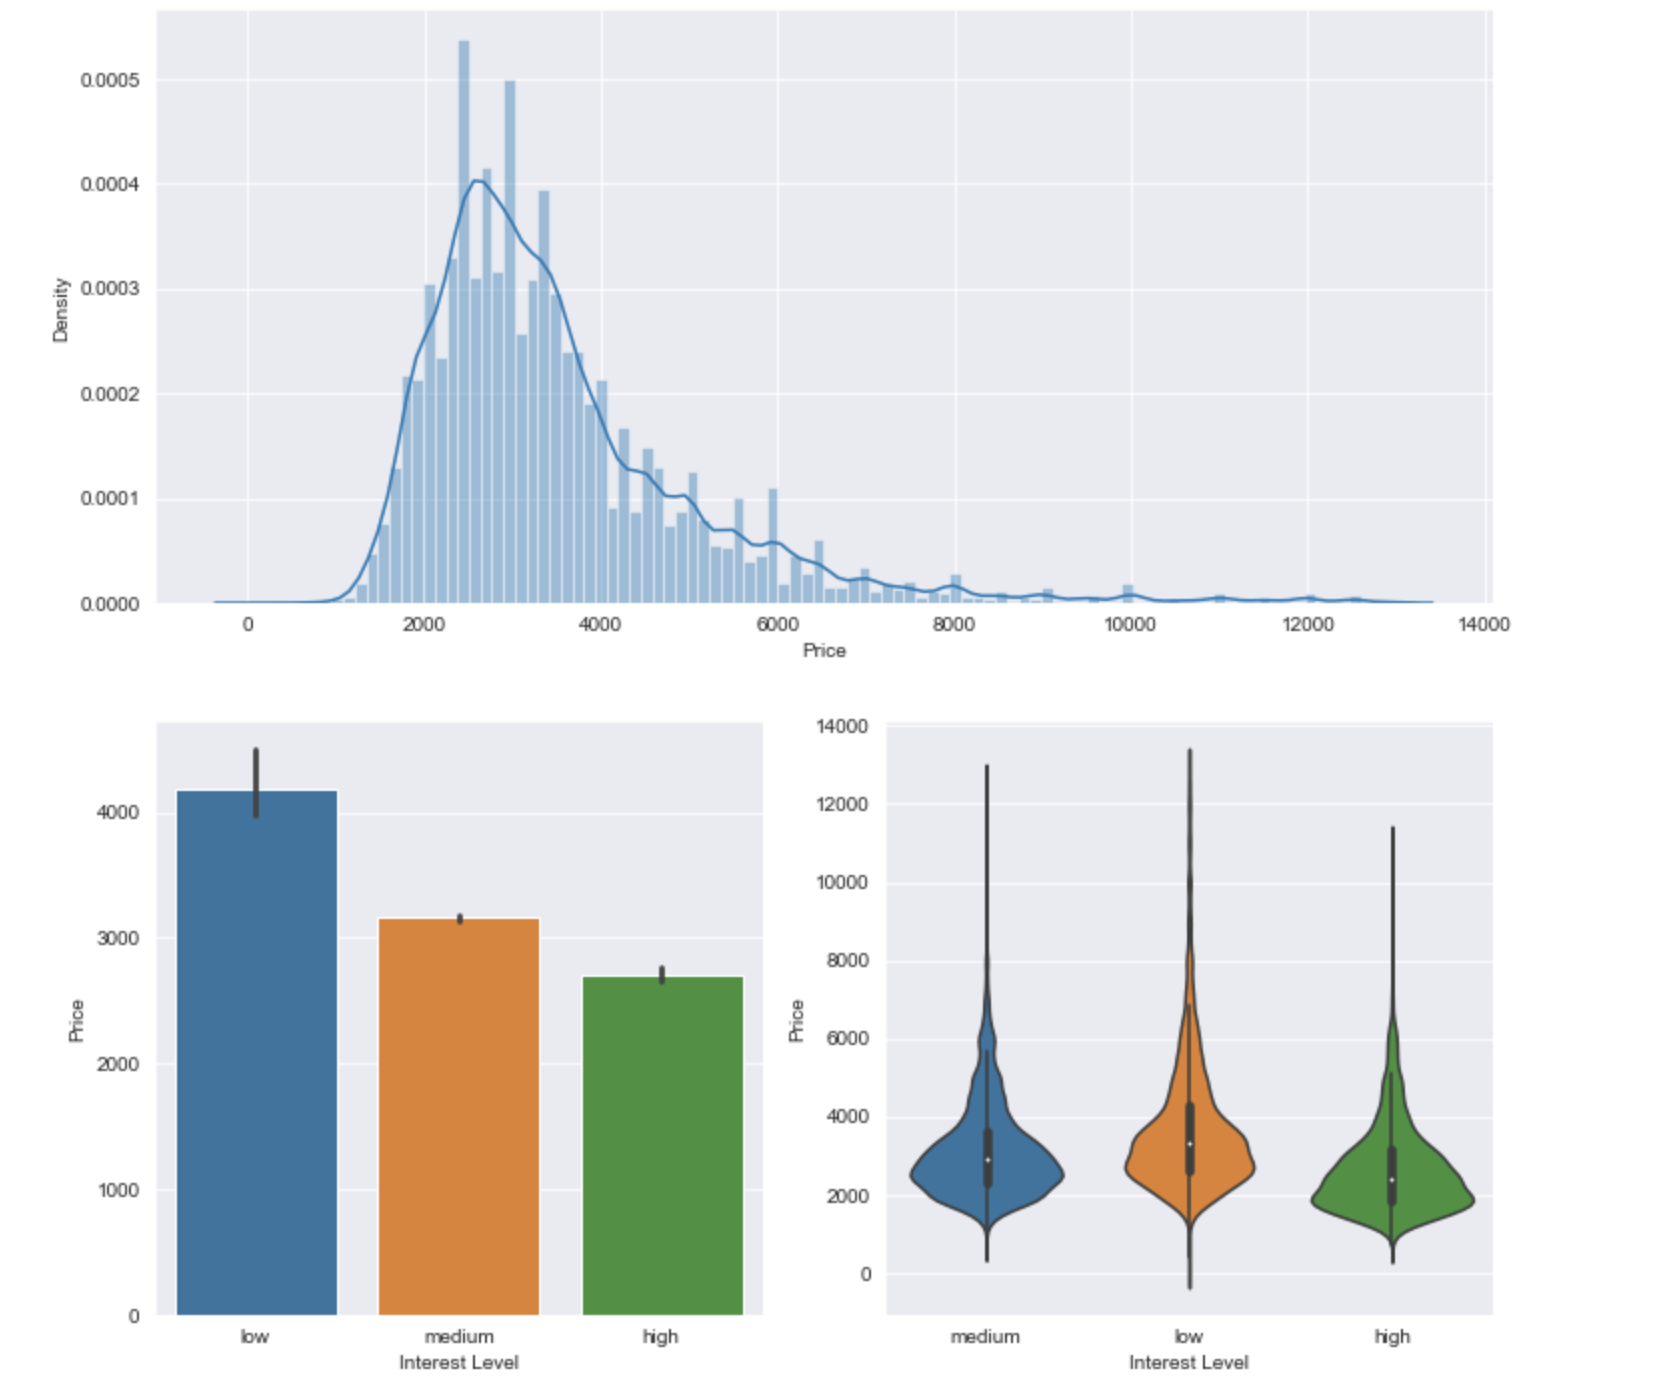 0.0005
0.0004
0.0003
0.0002
0.0001
0.0000
Density
0 2000 4000 6000 8000 10000 12000 14000
Price
4000
3000
2000
1000
0
Price
low medium high
Interest Level
14000
12000
10000
8000
6000
4000
2000
0
Price
medium low high
Interest Level